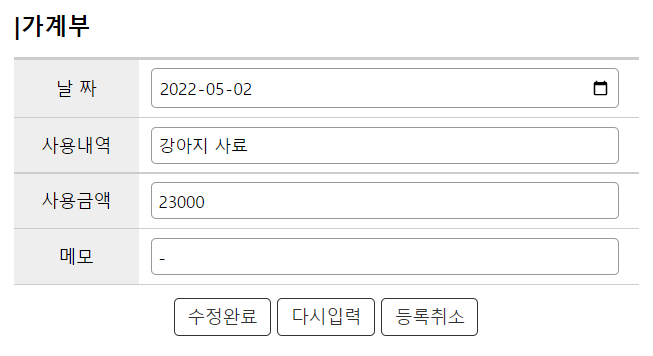 |가계부
날 짜 2022-05-02
사용내역 강아지 사료
사용금액 23000
메모 -
수정완료 다시입력 등록취소